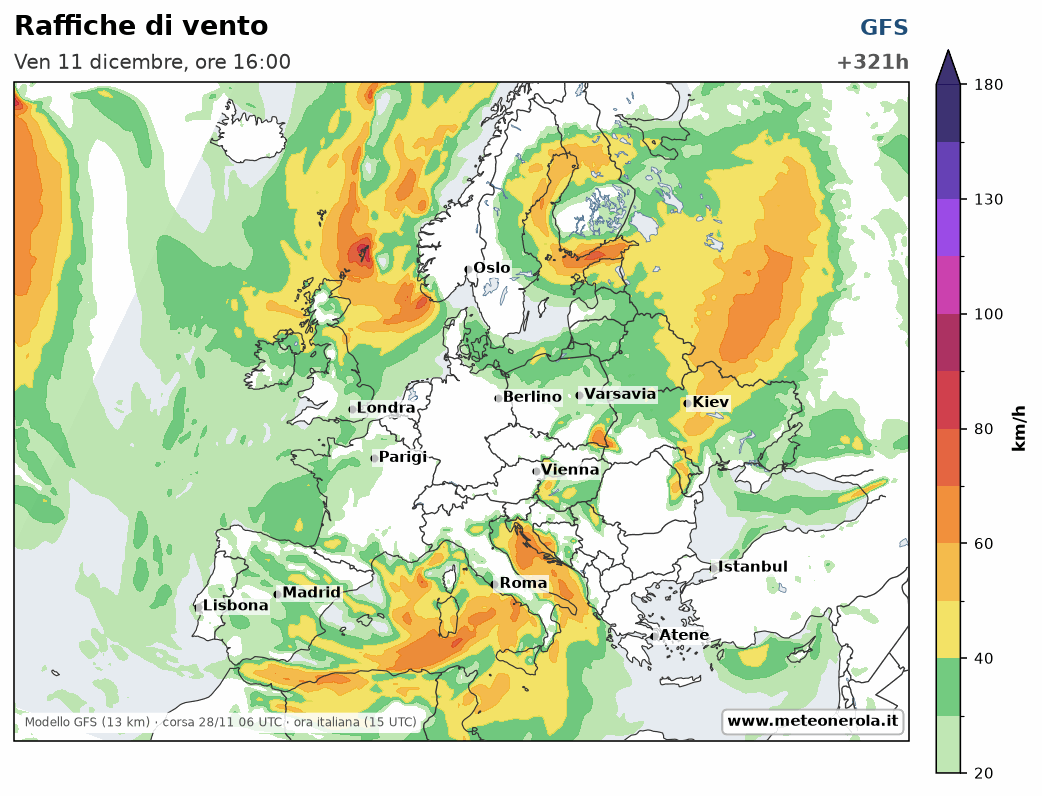 Raffiche di vento
GFS
Ven 11 dicembre, ore 16:00
+321h
180
130
100
80
60
40
20
km/h
Oslo
Berlino
Varsavia
Kiev
Londra
Parigi
Vienna
Istanbul
Roma
Madrid
Lisbona
Atene
Modello GFS (13 km) · corsa 28/11 06 UTC · ora italiana (15 UTC)
www.meteonerola.it